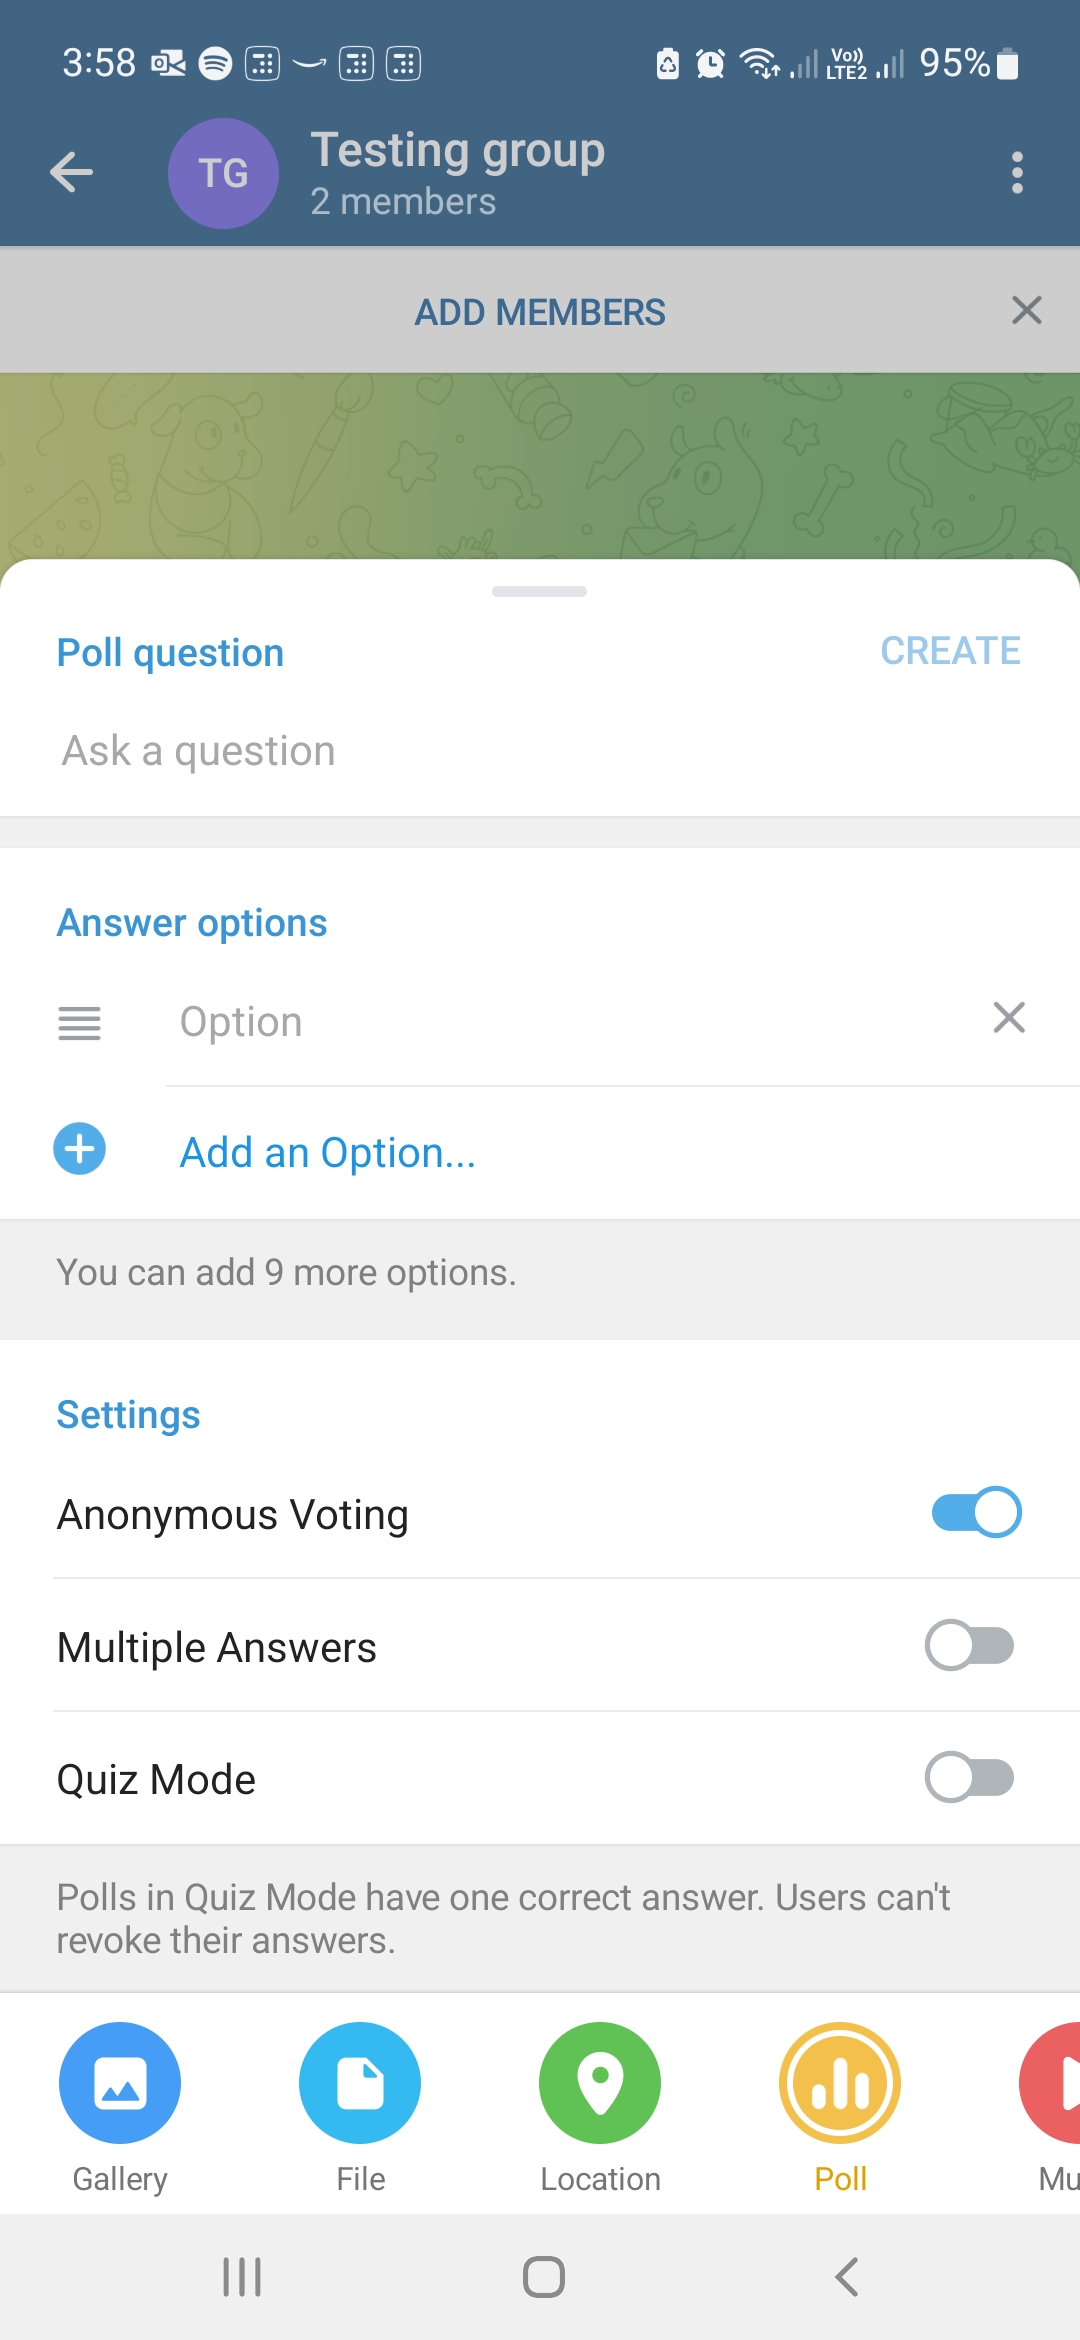 3:58
Vo))
LTE2
95%
TG
Testing group
2 members
ADD MEMBERS
Poll question
CREATE
Ask a question
Answer options
Option
Add an Option...
You can add 9 more options.
Settings
Anonymous Voting
Multiple Answers
Quiz Mode
Polls in Quiz Mode have one correct answer. Users can't
revoke their answers.
Gallery
File
Location
Poll
Mu